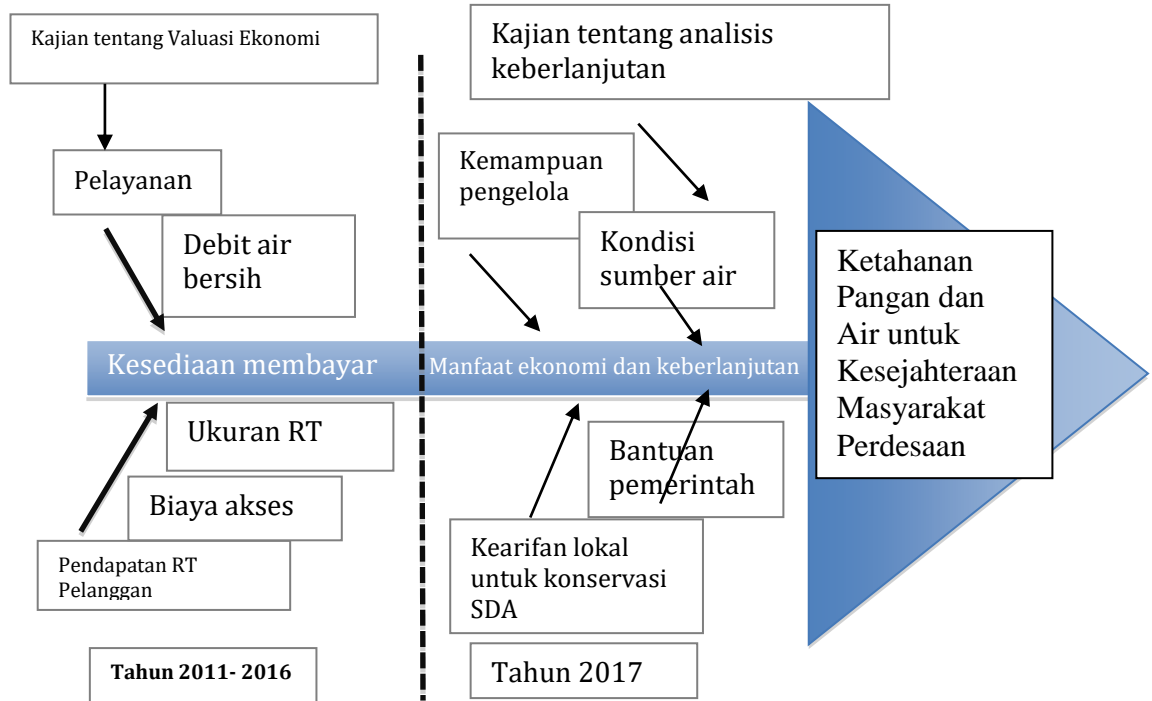 Kajian tentang Valuasi Ekonomi
Kajian tentang analisis
keberlanjutan
Pelayanan
Debit air
bersih
Kemampuan
pengelola
Kondisi
sumber air
Kesediaan membayar
Manfaat ekonomi dan keberlanjutan
Ketahanan
Pangan dan
Air untuk
Kesejahteraan
Masyarakat
Perdesaan
Ukuran RT
Biaya akses
Pendapatan RT
Pelanggan
Bantuan
pemerintah
Kearifan lokal
untuk konservasi
SDA
Tahun 2011- 2016
Tahun 2017